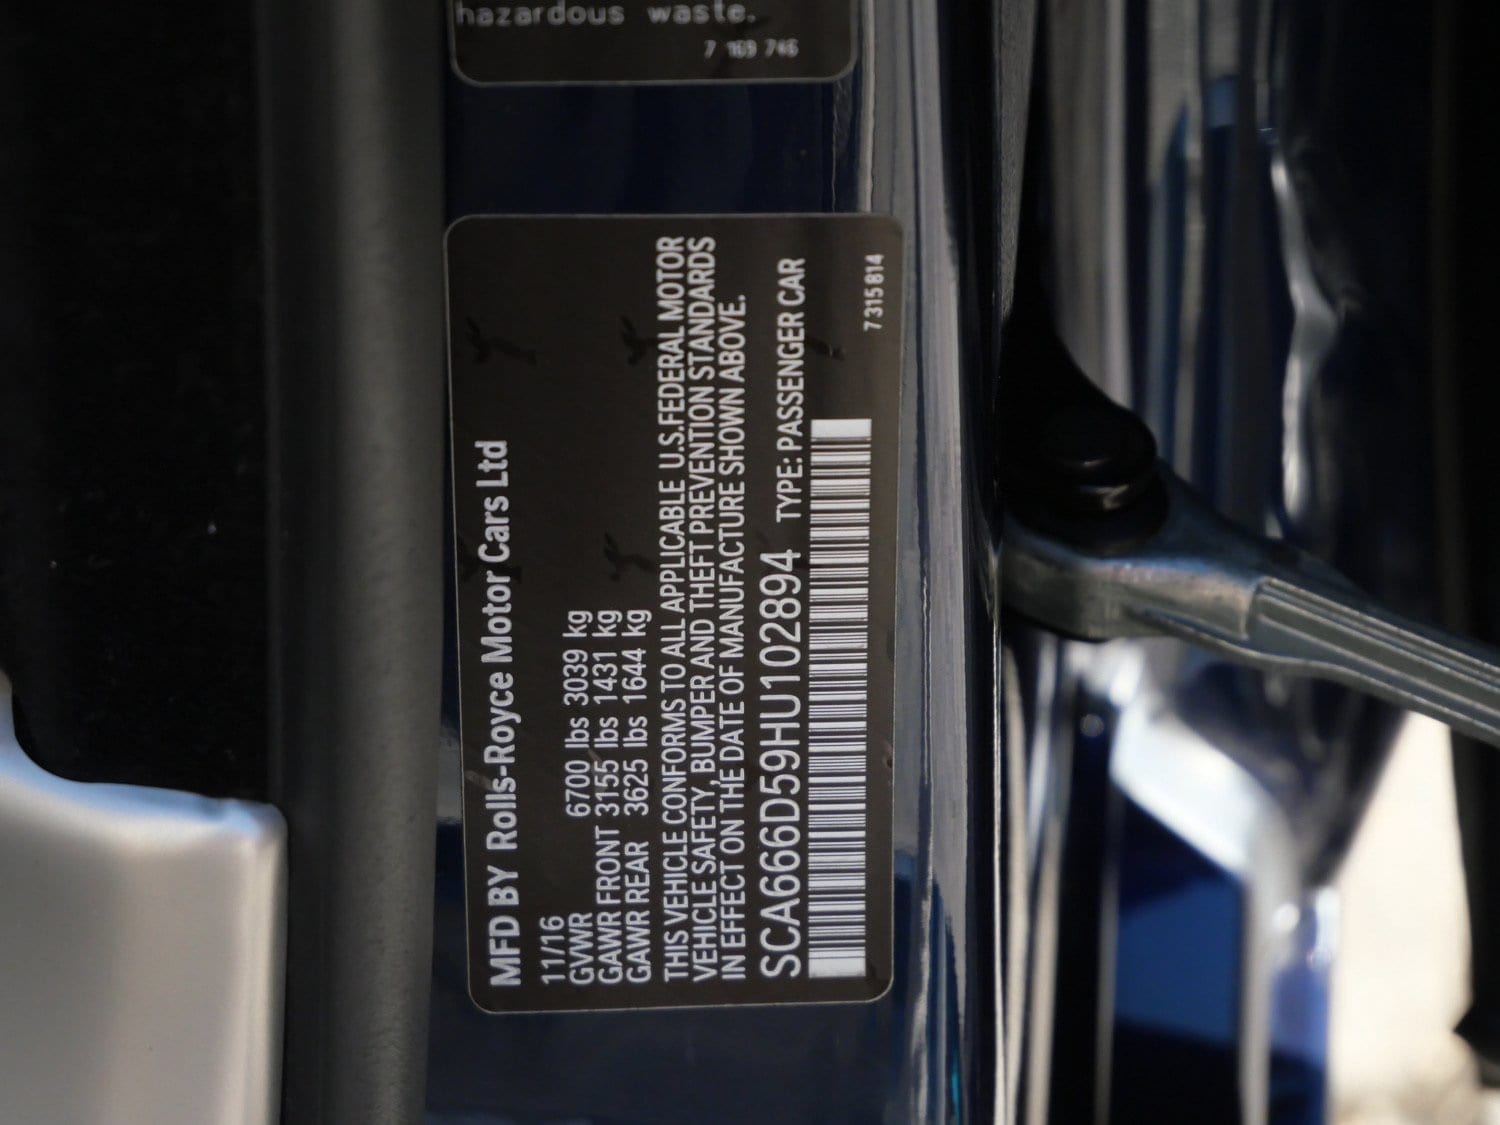 hazardous waste.
7 169 746
MFD BY Rolls-Royce Motor Cars Ltd
11/16
GVWR 6700 lbs 3039 kg
GAWR FRONT 3155 lbs 1431 kg
GAWR REAR 3625 lbs 1644 kg
THIS VEHICLE CONFORMS TO ALL APPLICABLE U.S.FEDERAL MOTOR
VEHICLE SAFETY, BUMPER AND THEFT PREVENTION STANDARDS
IN EFFECT ON THE DATE OF MANUFACTURE SHOWN ABOVE.
SCA666D59HU102894 TYPE: PASSENGER CAR
7315814